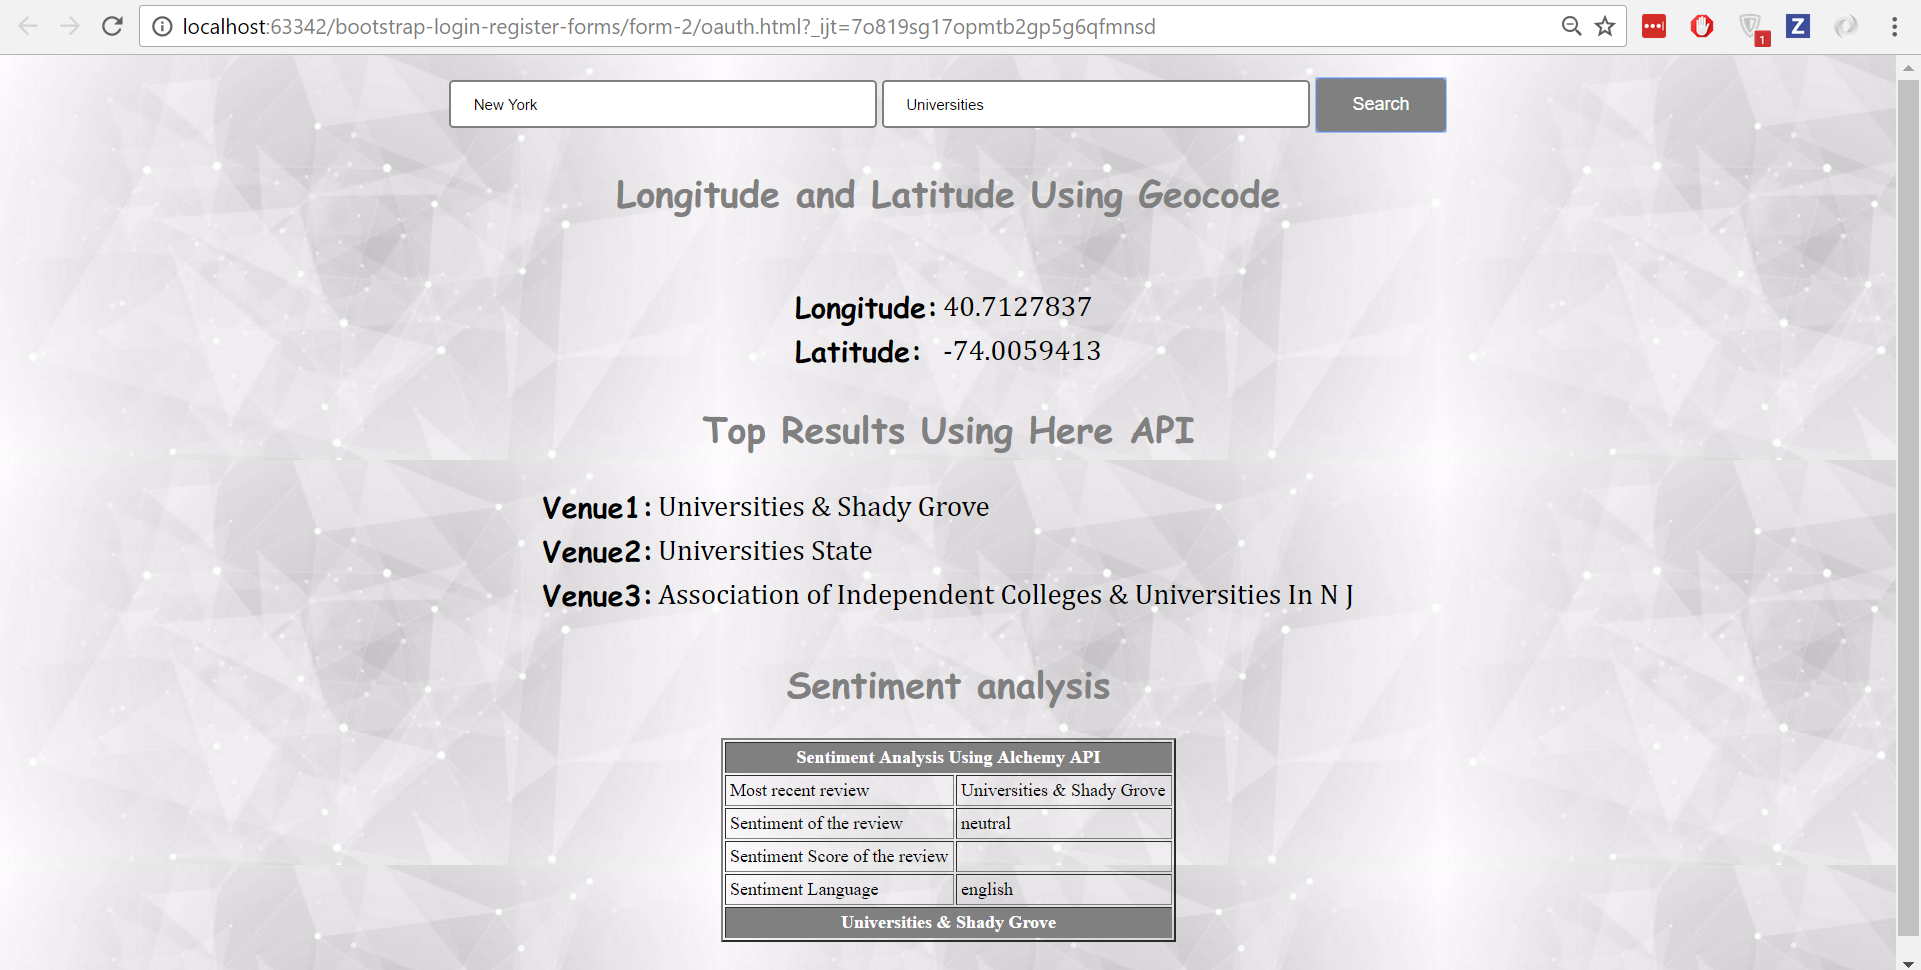 localhost:63342/bootstrap-login-register-forms/form-2/oauth.html?_ijt=7o819sg17opmtb2gp5g6qfmnsd
1
Z
New York Universities Search
Longitude and Latitude Using Geocode
Longitude: 40.7127837
Latitude: -74.0059413
Top Results Using Here API
Venue1: Universities & Shady Grove
Venue2: Universities State
Venue3: Association of Independent Colleges & Universities In N J
Sentiment analysis
Sentiment Analysis Using Alchemy API
Most recent review Universities & Shady Grove
Sentiment of the review neutral
Sentiment Score of the review
Sentiment Language english
Universities & Shady Grove